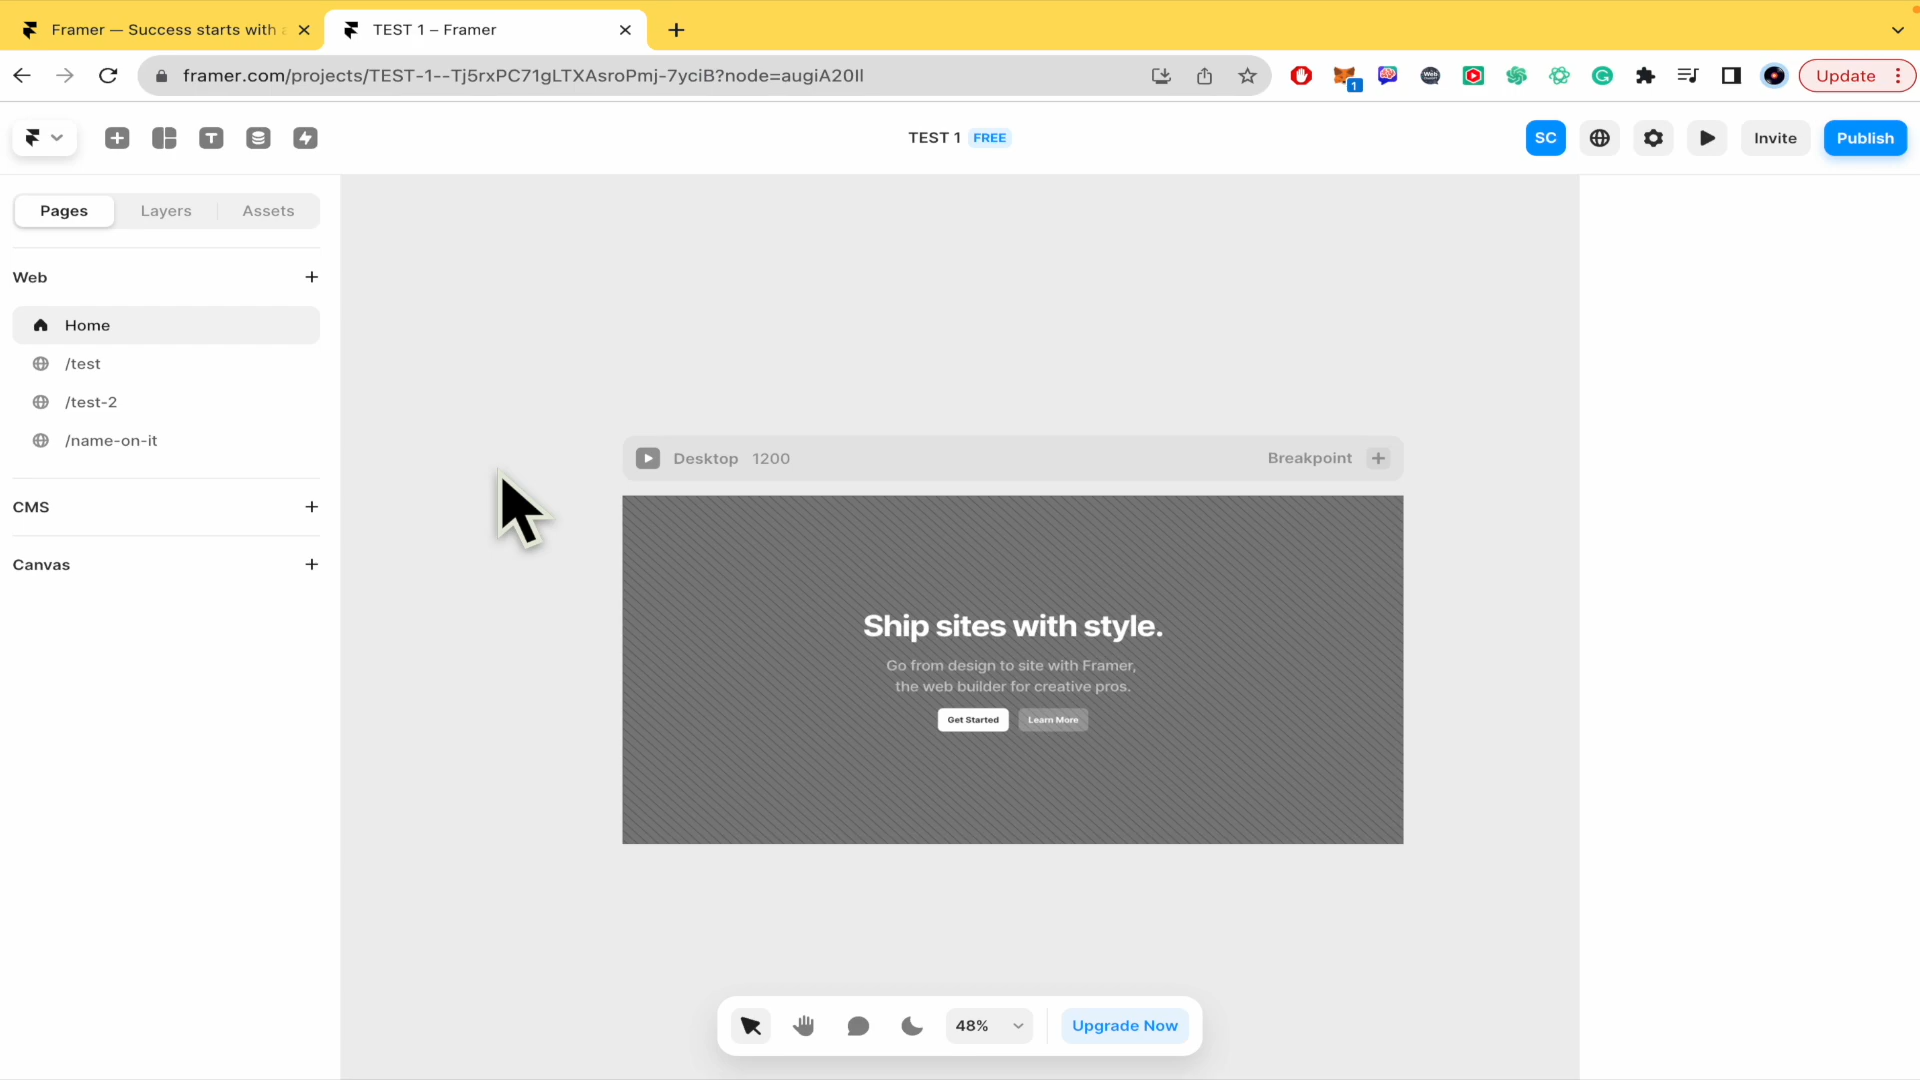 Framer — Success starts with
TEST 1 – Framer
framer.com/projects/TEST-1--Tj5rxPC71gLTXAsroPmj-7yciB?node=augiA20Il
1
Update
TEST 1 FREE
SC
Invite
Publish
Pages
Layers
Assets
Web
Home
/test
/test-2
/name-on-it
CMS
Canvas
Desktop 1200
Breakpoint
Ship sites with style.
Go from design to site with Framer,
the web builder for creative pros.
Get Started
Learn More
48%
Upgrade Now